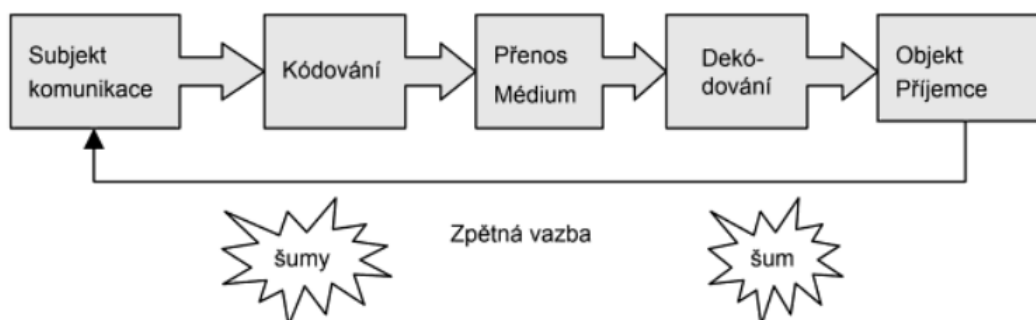 Subjekt
komunikace
Kódování
Přenos
Médium
Dekó-
dování
Objekt
Příjemce
Zpětná vazba
šumy
šum